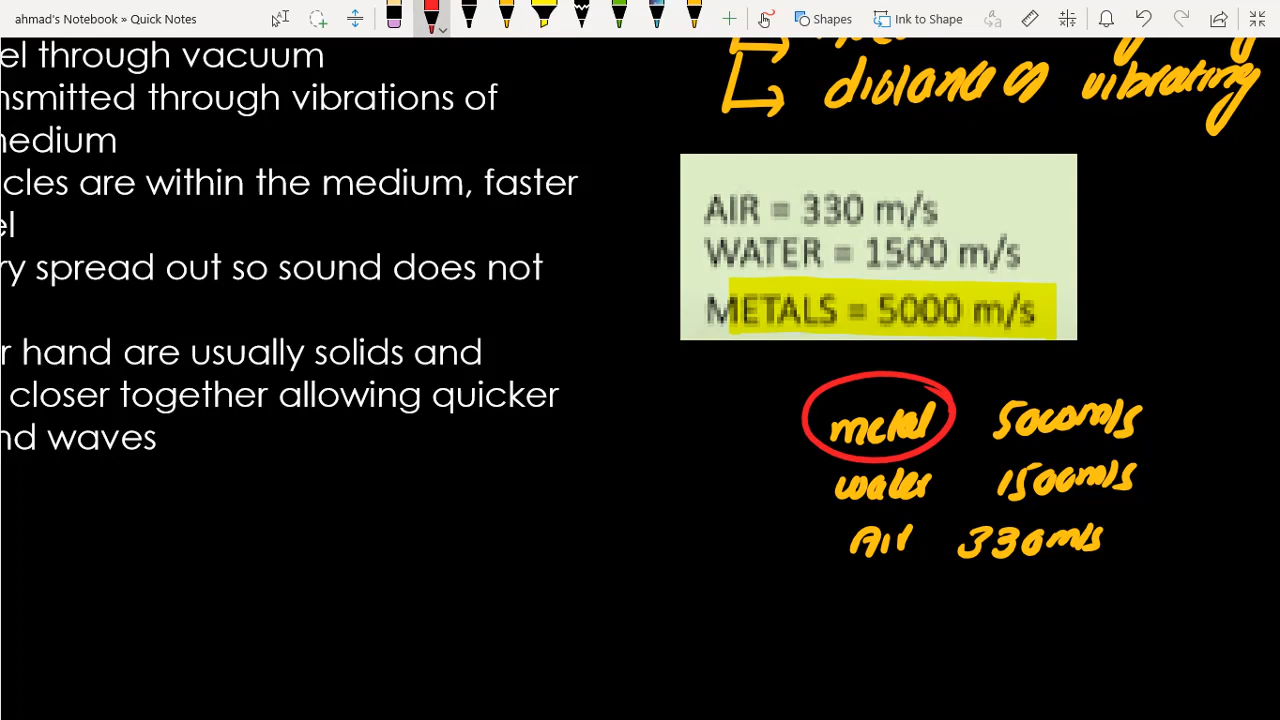 ahmad's Notebook » Quick Notes
Shapes
Ink to Shape
el through vacuum
nsmitted through vibrations of
medium
cles are within the medium, faster
el
ry spread out so sound does not
r hand are usually solids and
closer together allowing quicker
nd waves
distance vibrating
AIR = 330 m/s
WATER = 1500 m/s
METALS = 5000 m/s
metal 5000m/s
water 1500m/s
Air 330m/s